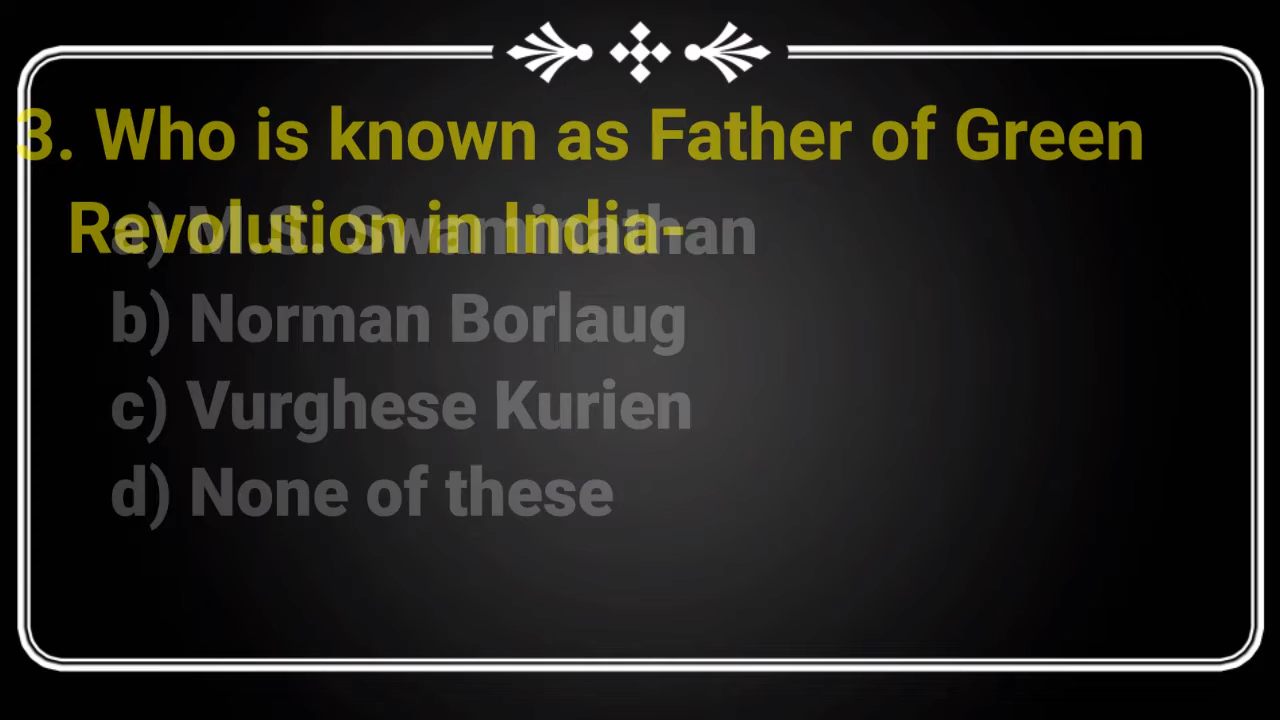 3. Who is known as Father of Green
Revolution in India-
a) M.S. Swaminathan
b) Norman Borlaug
c) Vurghese Kurien
d) None of these